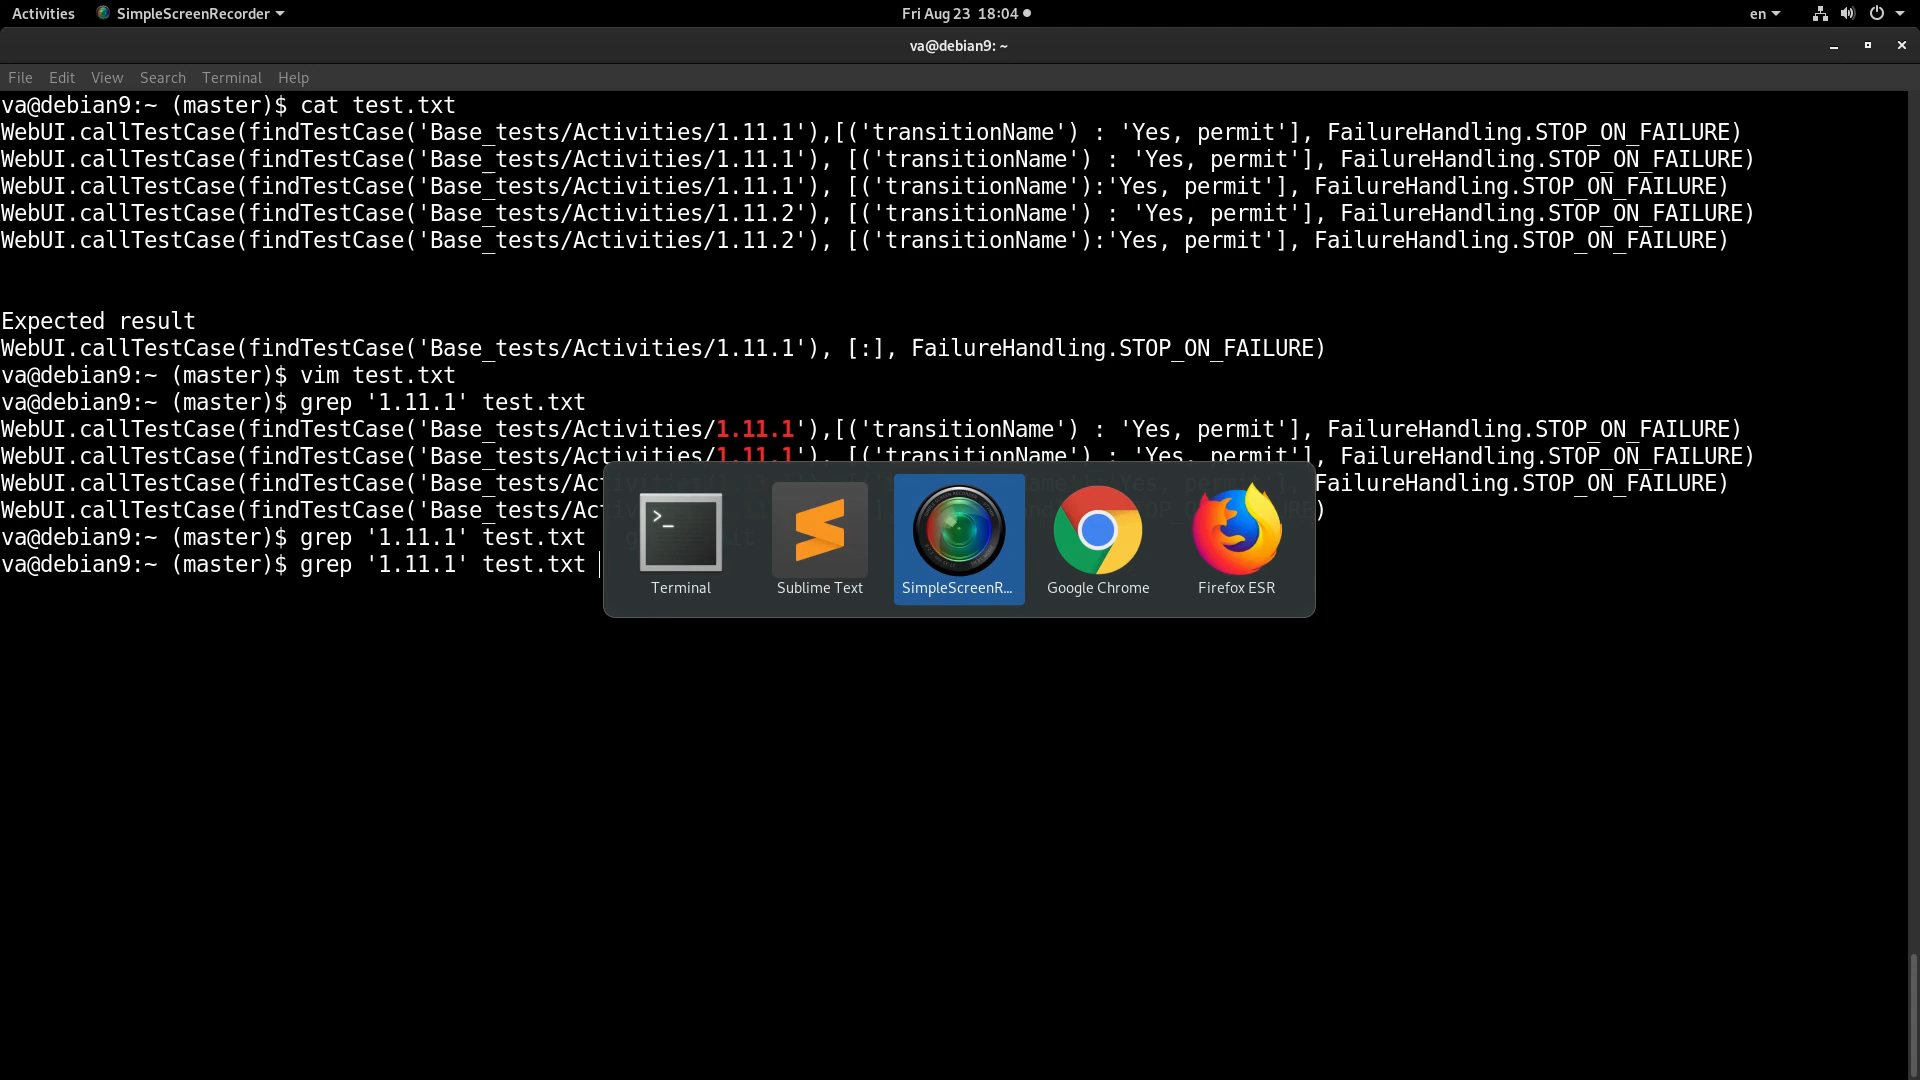 Activities SimpleScreenRecorder Fri Aug 23 18:04 en
va@debian9: ~
File Edit View Search Terminal Help
va@debian9:~ (master)$ cat test.txt
WebUI.callTestCase(findTestCase('Base_tests/Activities/1.11.1'),[('transitionName') : 'Yes, permit'], FailureHandling.STOP_ON_FAILURE)
WebUI.callTestCase(findTestCase('Base_tests/Activities/1.11.1'), [('transitionName') : 'Yes, permit'], FailureHandling.STOP_ON_FAILURE)
WebUI.callTestCase(findTestCase('Base_tests/Activities/1.11.1'), [('transitionName'):'Yes, permit'], FailureHandling.STOP_ON_FAILURE)
WebUI.callTestCase(findTestCase('Base_tests/Activities/1.11.2'), [('transitionName') : 'Yes, permit'], FailureHandling.STOP_ON_FAILURE)
WebUI.callTestCase(findTestCase('Base_tests/Activities/1.11.2'), [('transitionName'):'Yes, permit'], FailureHandling.STOP_ON_FAILURE)
Expected result
WebUI.callTestCase(findTestCase('Base_tests/Activities/1.11.1'), [:], FailureHandling.STOP_ON_FAILURE)
va@debian9:~ (master)$ vim test.txt
va@debian9:~ (master)$ grep '1.11.1' test.txt
WebUI.callTestCase(findTestCase('Base_tests/Activities/1.11.1'),[('transitionName') : 'Yes, permit'], FailureHandling.STOP_ON_FAILURE)
WebUI.callTestCase(findTestCase('Base_tests/Activities/1.11.1'), [('transitionName') : 'Yes, permit'], FailureHandling.STOP_ON_FAILURE)
WebUI.callTestCase(findTestCase('Base_tests/Ac FailureHandling.STOP_ON_FAILURE)
WebUI.callTestCase(findTestCase('Base_tests/Ac )
va@debian9:~ (master)$ grep '1.11.1' test.txt
va@debian9:~ (master)$ grep '1.11.1' test.txt
Terminal Sublime Text SimpleScreenR... Google Chrome Firefox ESR